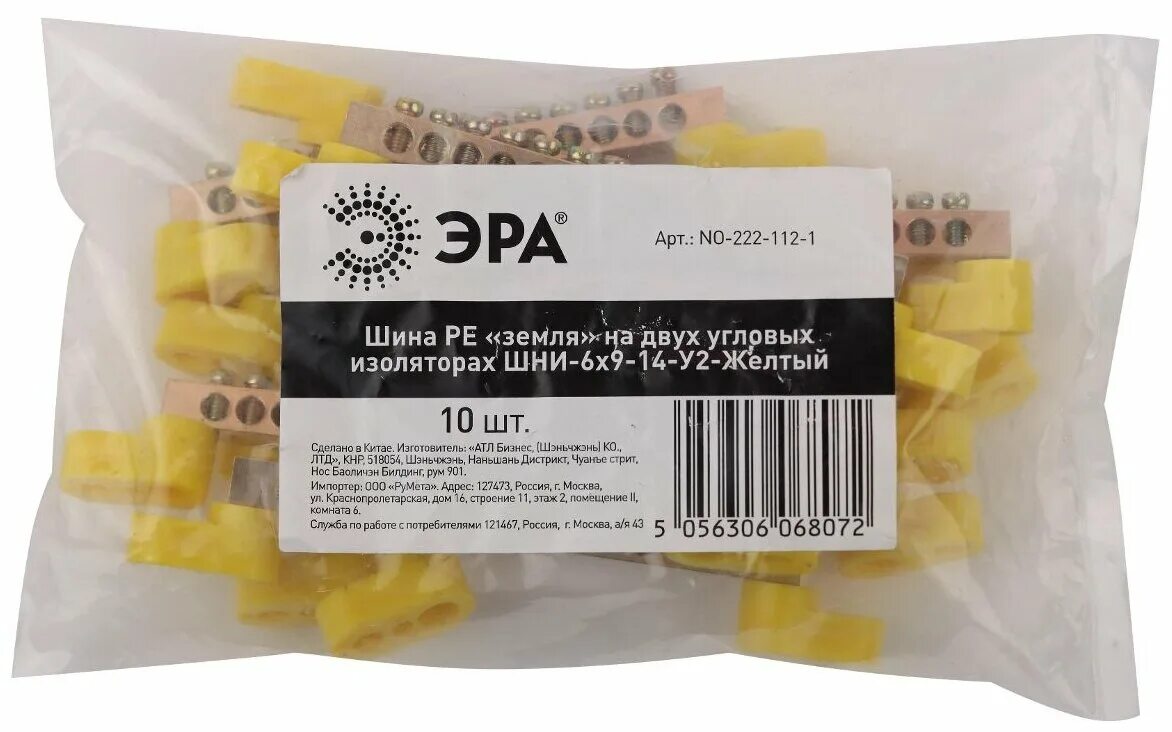 ЭРА®
Арт.: NO-222-112-1
Шина PE «земля» на двух угловых
изоляторах ШНИ-6х9-14-У2-Желтый
10 шт.
Сделано в Китае. Изготовитель: «АТЛ Бизнес, (Шэньчжэнь) КО.,
ЛТД», КНР, 518054, Шэньчжэнь, Наньшань Дистрикт, Чуанье стрит,
Нос Баоличэн Билдинг, рум 901.
Импортер: ООО «РуМета». Адрес: 127473, Россия, г. Москва,
ул. Краснопролетарская, дом 16, строение 11, этаж 2, помещение II,
комната 6.
Служба по работе с потребителями 121467, Россия, г. Москва, а/я 43
5 056306 068072